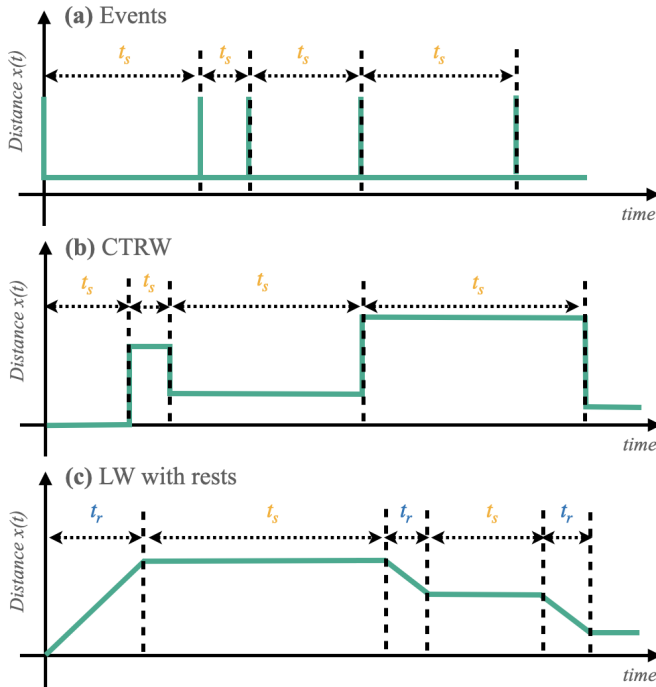 (a) Events
t_s t_s t_s t_s
Distance x(t)
time
(b) CTRW
t_s t_s t_s t_s
Distance x(t)
time
(c) LW with rests
t_r t_s t_r t_s t_r
Distance x(t)
time